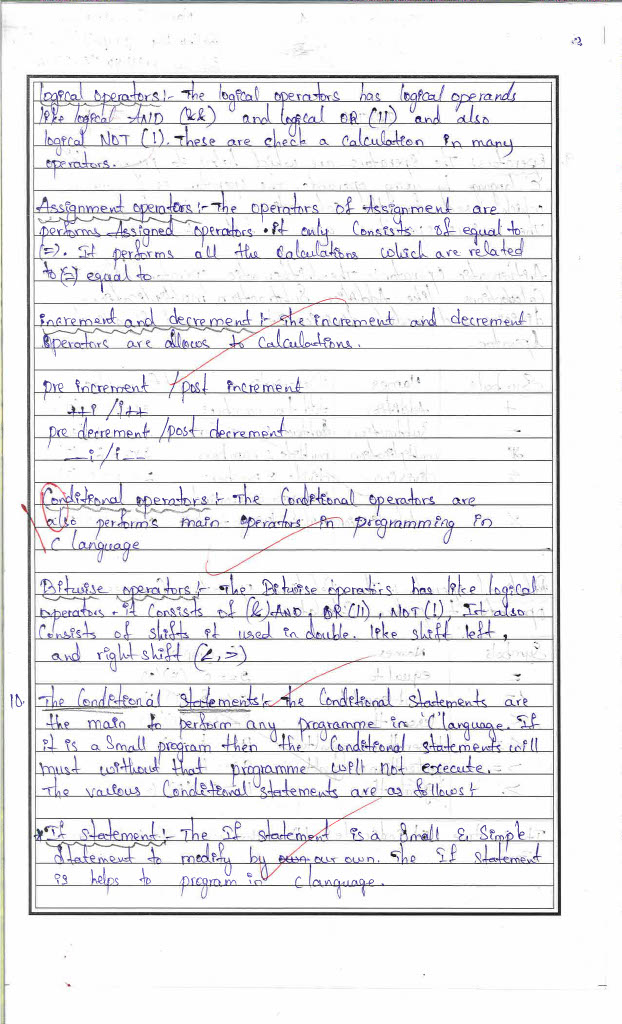 Logical operators:- The logical operators has logical operands
like logical AND (&&) and logical OR (||) and also
logical NOT (!). These are check a calculation in many
operators.
Assignment operators:- The operators of Assignment are
performs Assigned operators. it only Consists of equal to
(=). It performs all the Calculations which are related
to (=) equal to
increment and decrement :- The increment and decrement
operators are allows to Calculations.
pre increment / post increment
++i / i++
pre decrement / post decrement
--i / i--
Conditional operators :- The Conditional operators are
also performs main operators in programming in
C language
Bitwise operators :- The Bitwise operators has like logical
operators. it Consists of (&) AND, OR (||), NOT (!), It also
Consists of shifts it used in double. like shift left,
and right shift (<, >)
10. The Conditional Statements:- The Conditional Statements are
the main to perform any programme in C language. If
it is a Small program then the Conditional statements will
must without that programme will not execute.
The various Conditional Statements are as follows :
*If statement:- The If statement is a Small & Simple
Statement to modify by our own. The If statement
is helps to program in C language.